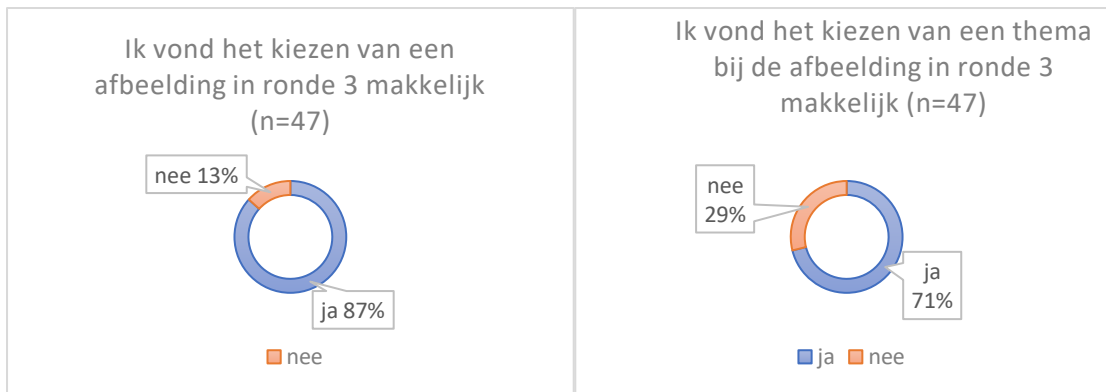 Ik vond het kiezen van een
afbeelding in ronde 3 makkelijk
(n=47)
nee 13%
ja 87%
nee
Ik vond het kiezen van een thema
bij de afbeelding in ronde 3
makkelijk (n=47)
nee
29%
ja
71%
ja nee